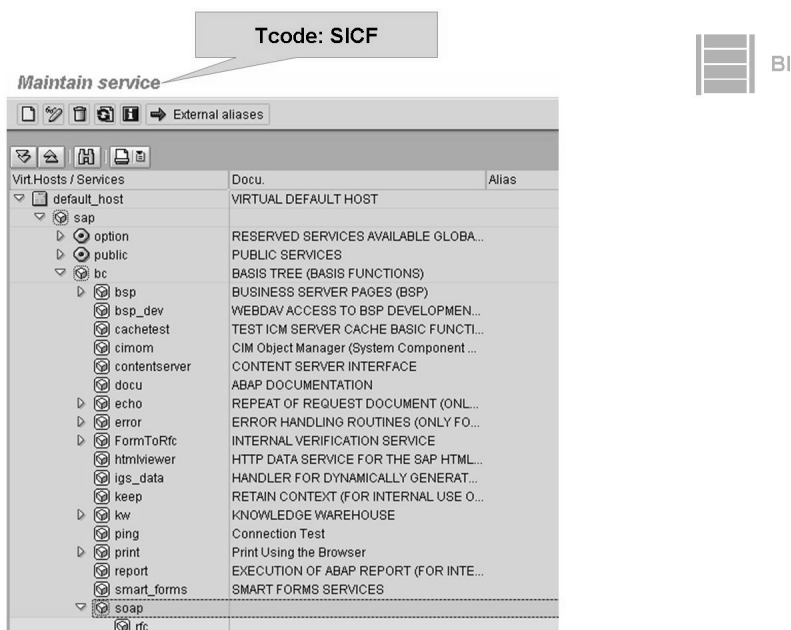 Tcode: SICF
BI
Maintain service
External aliases
Virt.Hosts / Services Docu. Alias
default_host VIRTUAL DEFAULT HOST
sap
option RESERVED SERVICES AVAILABLE GLOBA...
public PUBLIC SERVICES
bc BASIS TREE (BASIS FUNCTIONS)
bsp BUSINESS SERVER PAGES (BSP)
bsp_dev WEBDAV ACCESS TO BSP DEVELOPMEN...
cachetest TEST ICM SERVER CACHE BASIC FUNCTI...
cimom CIM Object Manager (System Component ...
contentserver CONTENT SERVER INTERFACE
docu ABAP DOCUMENTATION
echo REPEAT OF REQUEST DOCUMENT (ONL...
error ERROR HANDLING ROUTINES (ONLY FO...
FormToRfc INTERNAL VERIFICATION SERVICE
htmlviewer HTTP DATA SERVICE FOR THE SAP HTML...
igs_data HANDLER FOR DYNAMICALLY GENERAT...
keep RETAIN CONTEXT (FOR INTERNAL USE O...
kw KNOWLEDGE WAREHOUSE
ping Connection Test
print Print Using the Browser
report EXECUTION OF ABAP REPORT (FOR INTE...
smart_forms SMART FORMS SERVICES
soap
rfc